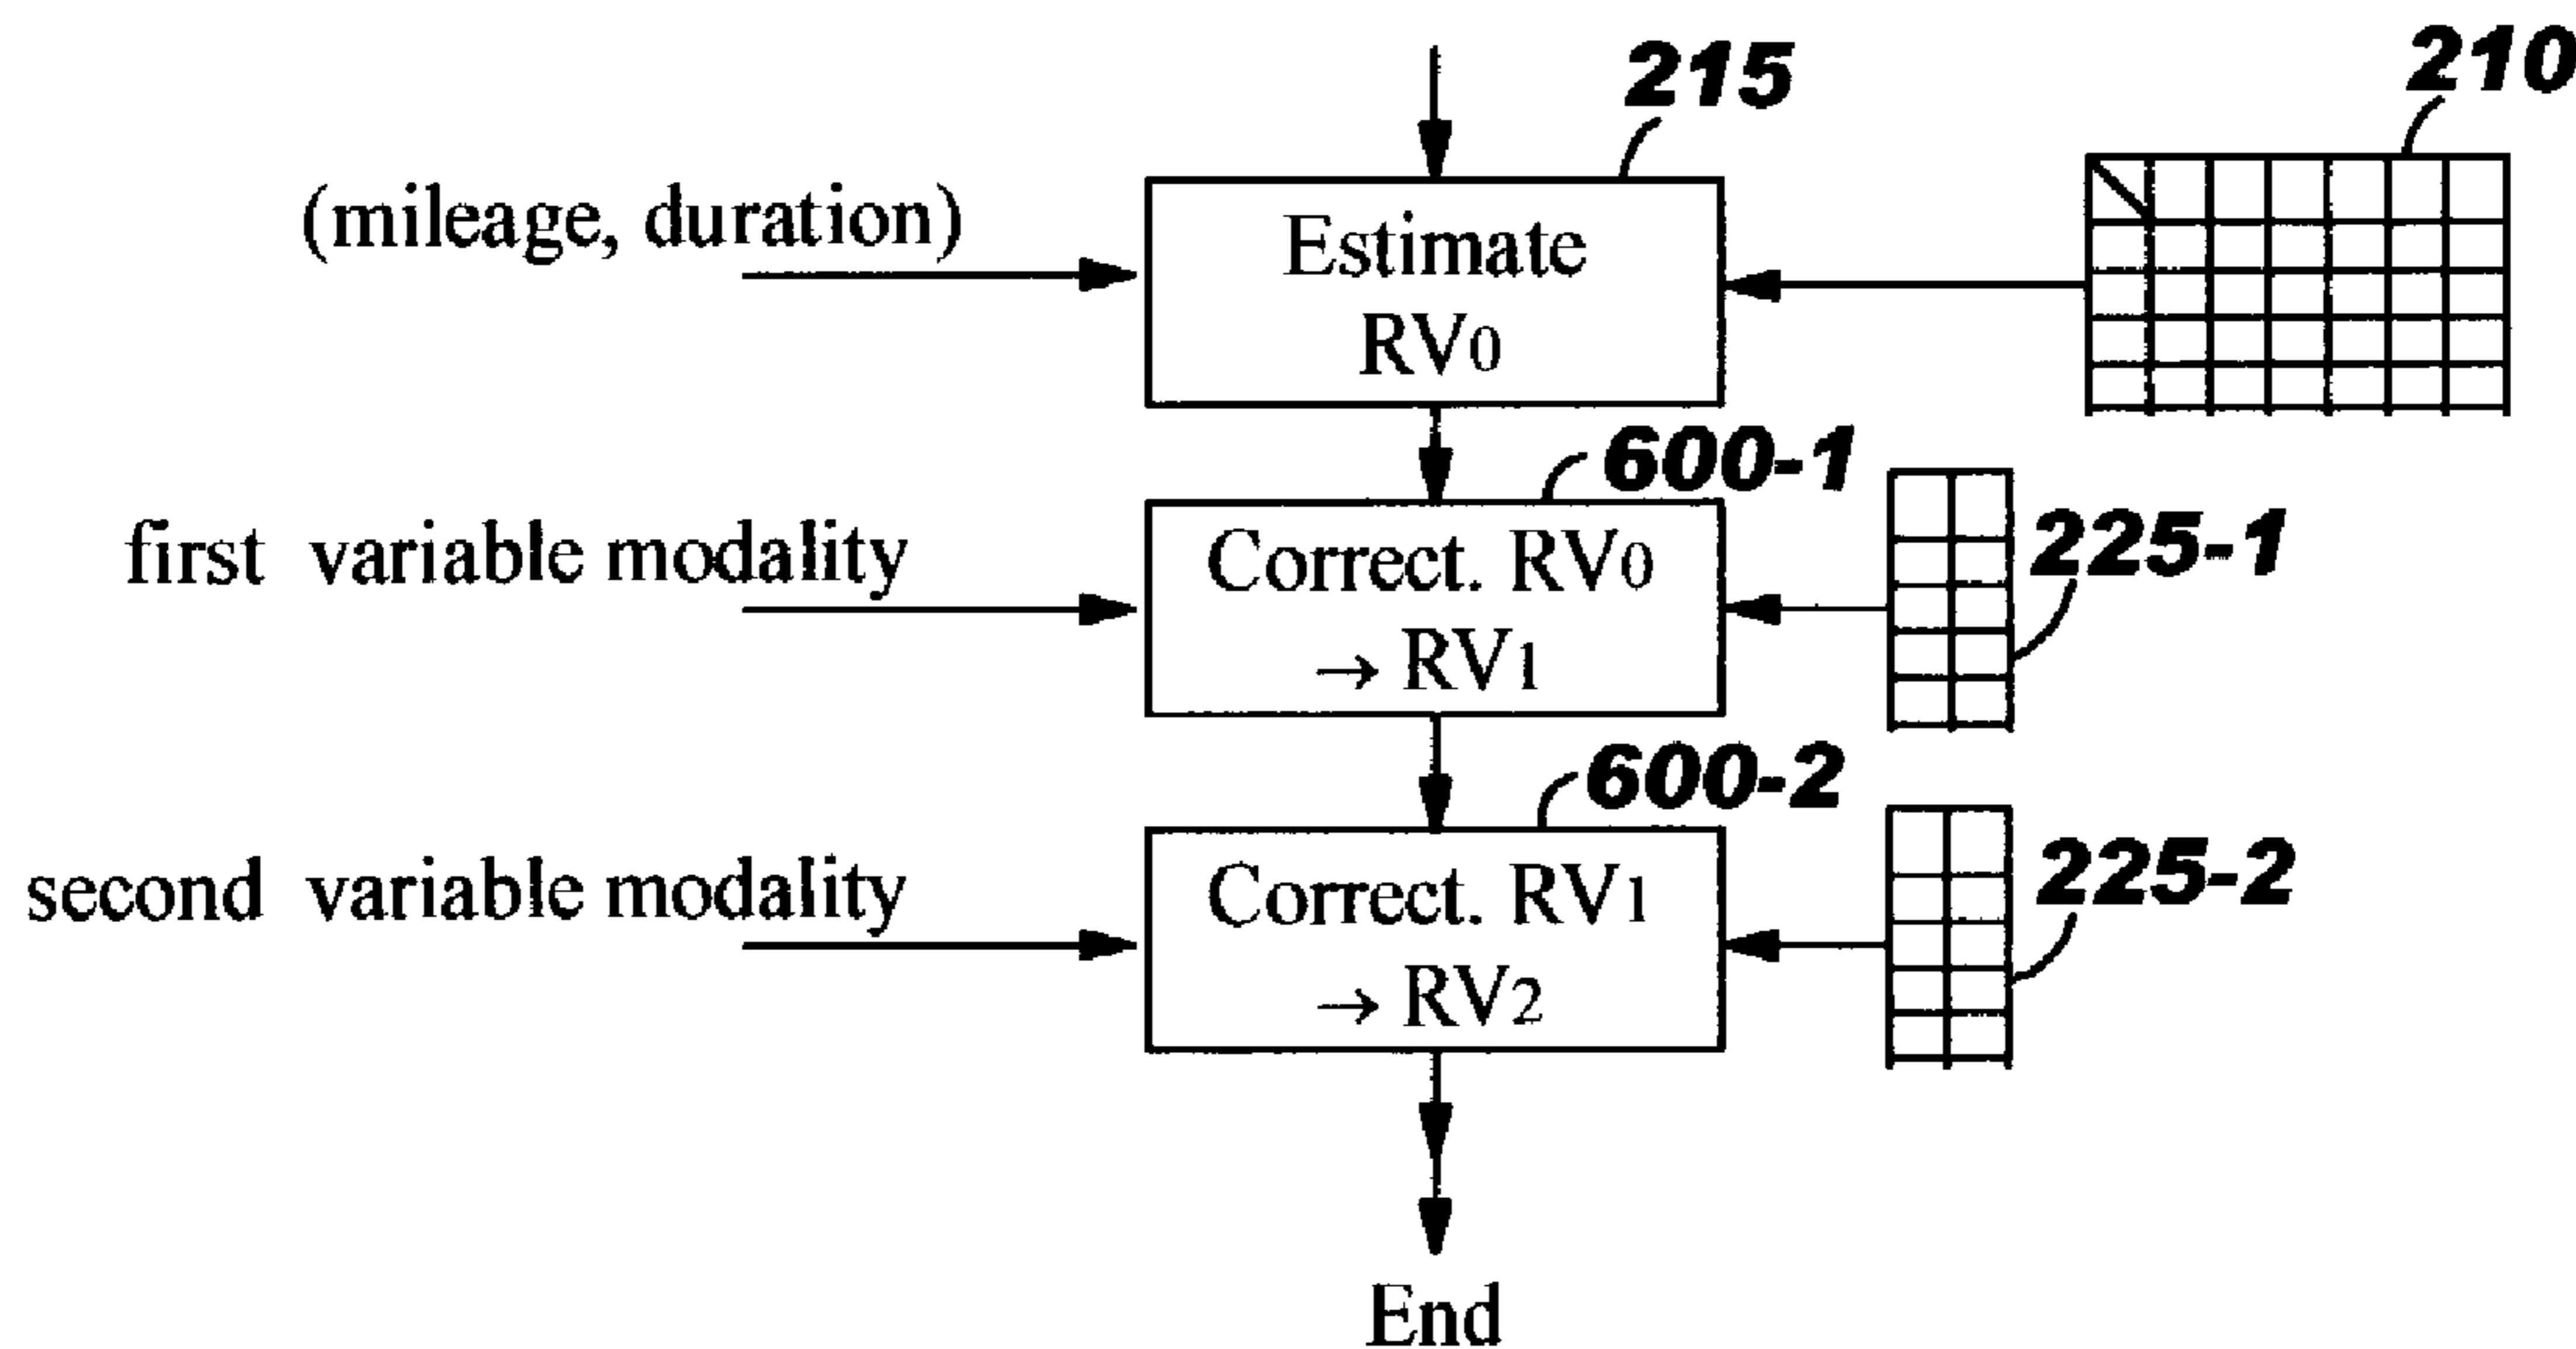 215
210
(mileage, duration)
Estimate
RV0
600-1
first variable modality
Correct. RV0
→ RV1
225-1
600-2
second variable modality
Correct. RV1
→ RV2
225-2
End